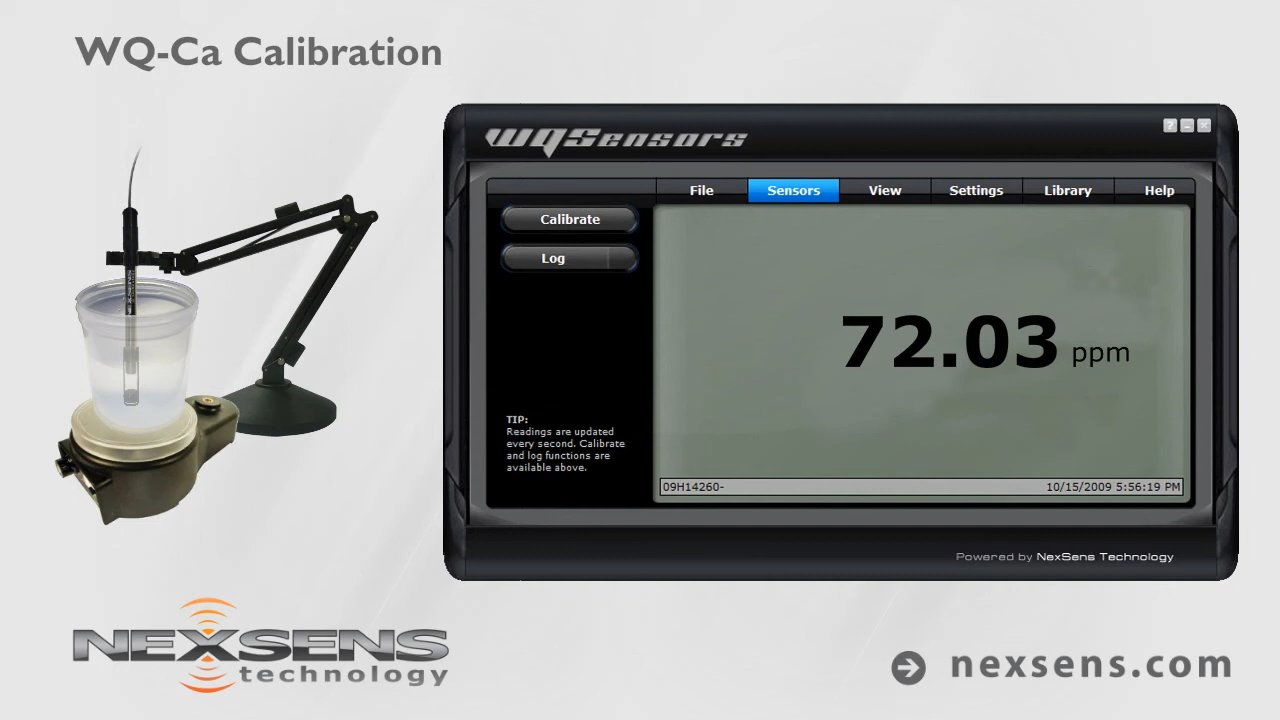 WQ-Ca Calibration
WQSensors
File Sensors View Settings Library Help
Calibrate
Log
72.03 ppm
TIP:
Readings are updated
every second. Calibrate
and log functions are
available above.
09H14260- 10/15/2009 5:56:19 PM
Powered by NexSens Technology
NEXSENS
technology
nexsens.com